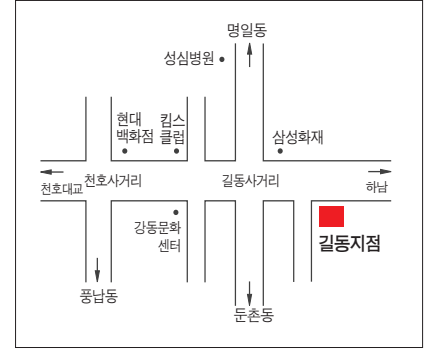 명일동
성심병원
현대
백화점
킴스
클럽
삼성화재
천호대교
천호사거리
길동사거리
하남
강동문화
센터
길동지점
풍납동
둔촌동